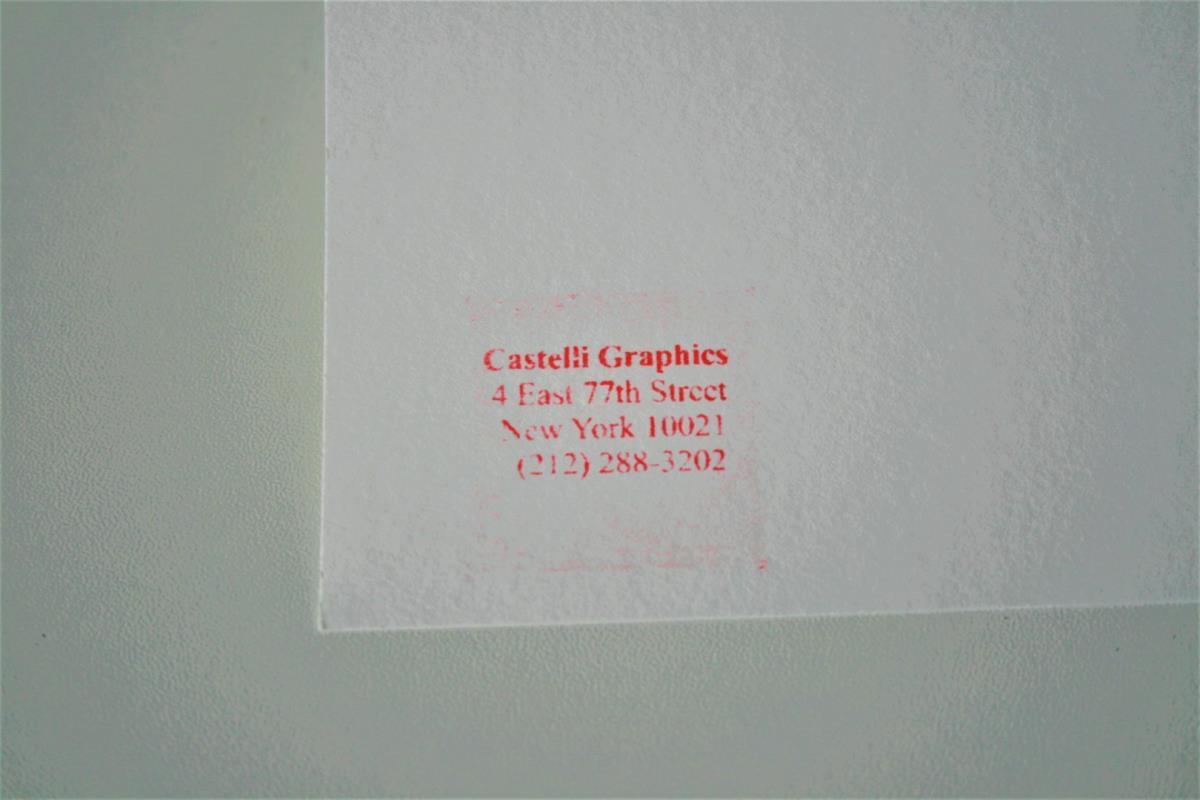 Castelli Graphics
4 East 77th Street
New York 10021
(212) 288-3202